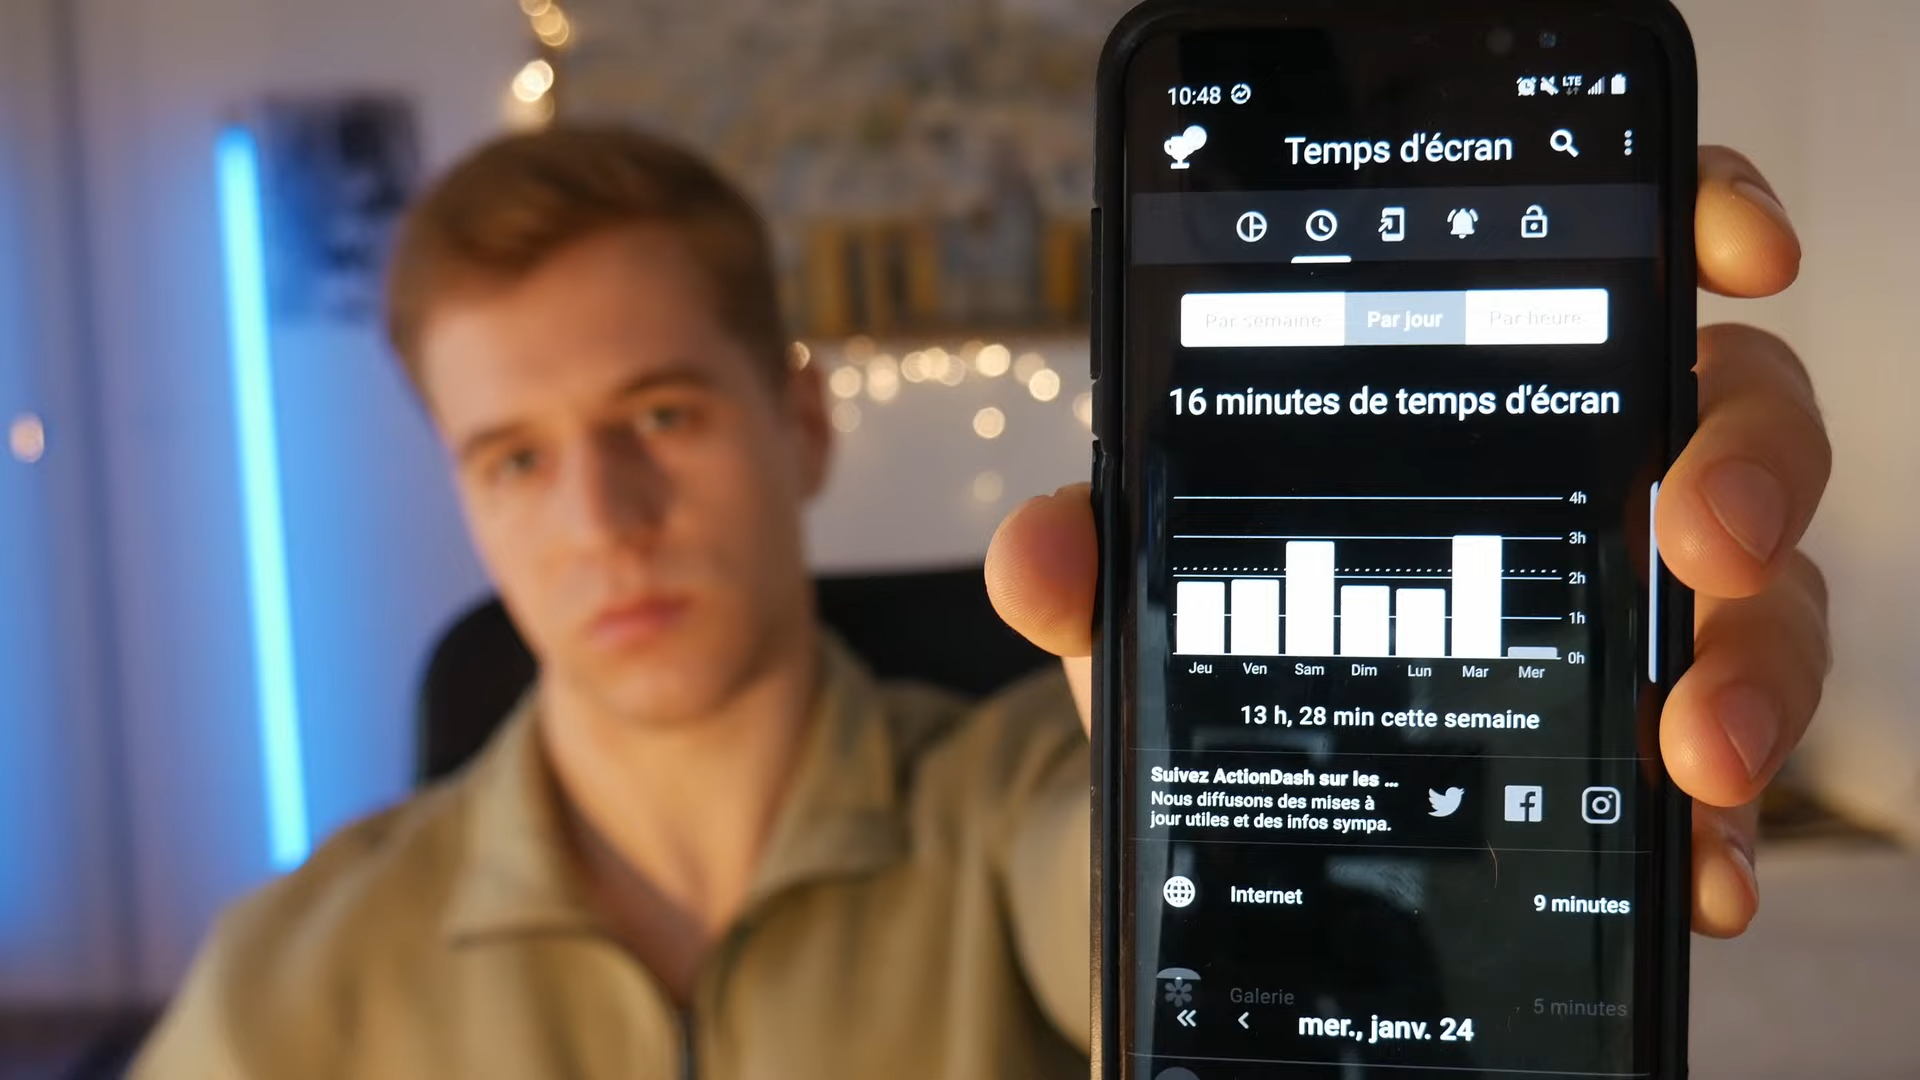 10:48 LTE
Temps d'écran
Par semaine Par jour Par heure
16 minutes de temps d'écran
4h
3h
2h
1h
0h
Jeu Ven Sam Dim Lun Mar Mer
13 h, 28 min cette semaine
Suivez ActionDash sur les ...
Nous diffusons des mises à
jour utiles et des infos sympa.
Internet 9 minutes
Galerie 5 minutes
mer., janv. 24